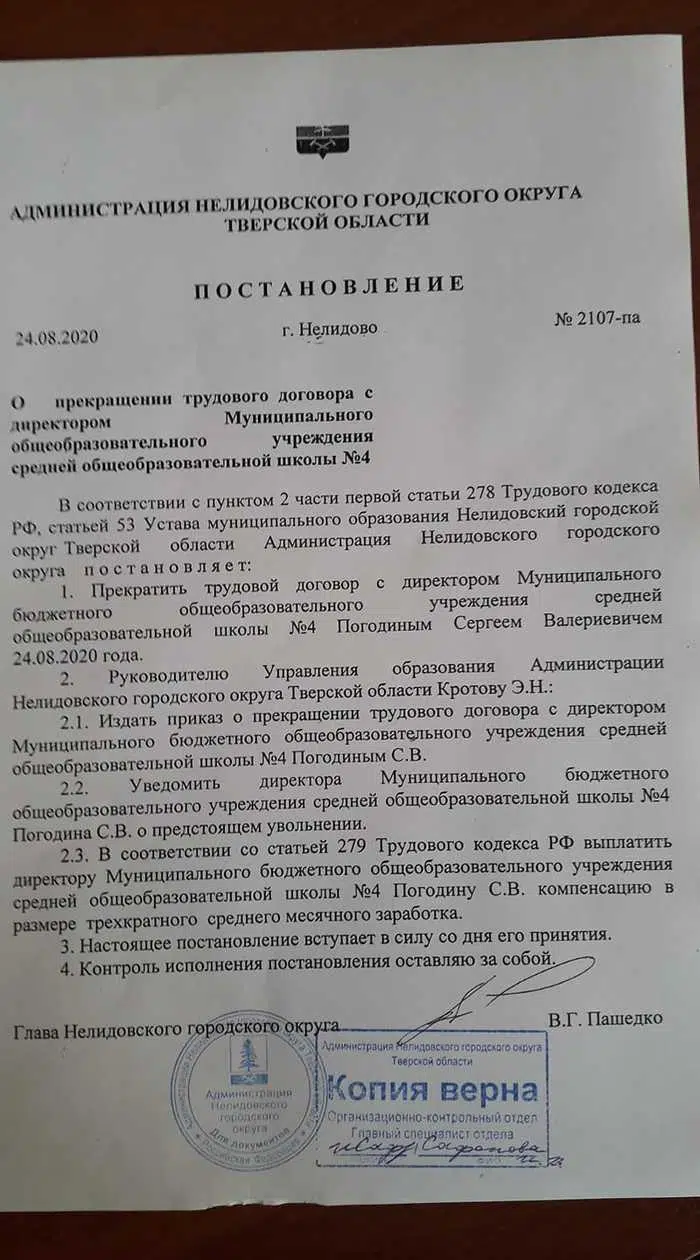 АДМИНИСТРАЦИЯ НЕЛИДОВСКОГО ГОРОДСКОГО ОКРУГА
ТВЕРСКОЙ ОБЛАСТИ
ПОСТАНОВЛЕНИЕ
24.08.2020 г. Нелидово № 2107-па
О прекращении трудового договора с
директором Муниципального
общеобразовательного учреждения
средней общеобразовательной школы №4
В соответствии с пунктом 2 части первой статьи 278 Трудового кодекса
РФ, статьей 53 Устава муниципального образования Нелидовский городской
округ Тверской области Администрация Нелидовского городского
округа постановляет:
1. Прекратить трудовой договор с директором Муниципального
бюджетного общеобразовательного учреждения средней
общеобразовательной школы №4 Погодиным Сергеем Валериевичем
24.08.2020 года.
2. Руководителю Управления образования Администрации
Нелидовского городского округа Тверской области Кротову Э.Н.:
2.1. Издать приказ о прекращении трудового договора с директором
Муниципального бюджетного общеобразовательного учреждения средней
общеобразовательной школы №4 Погодиным С.В.
2.2. Уведомить директора Муниципального бюджетного
общеобразовательного учреждения средней общеобразовательной школы №4
Погодина С.В. о предстоящем увольнении.
2.3. В соответствии со статьей 279 Трудового кодекса РФ выплатить
директору Муниципального бюджетного общеобразовательного учреждения
средней общеобразовательной школы №4 Погодину С.В. компенсацию в
размере трехкратного среднего месячного заработка.
3. Настоящее постановление вступает в силу со дня его принятия.
4. Контроль исполнения постановления оставляю за собой.
Глава Нелидовского городского округа В.Г. Пашедко
Администрация
Нелидовского
городского
округа
Для документов
Российская Федерация
Администрация Нелидовского городского округа
Тверской области
Копия верна
Организационно-контрольный отдел
Главный специалист отдела
Сафонова